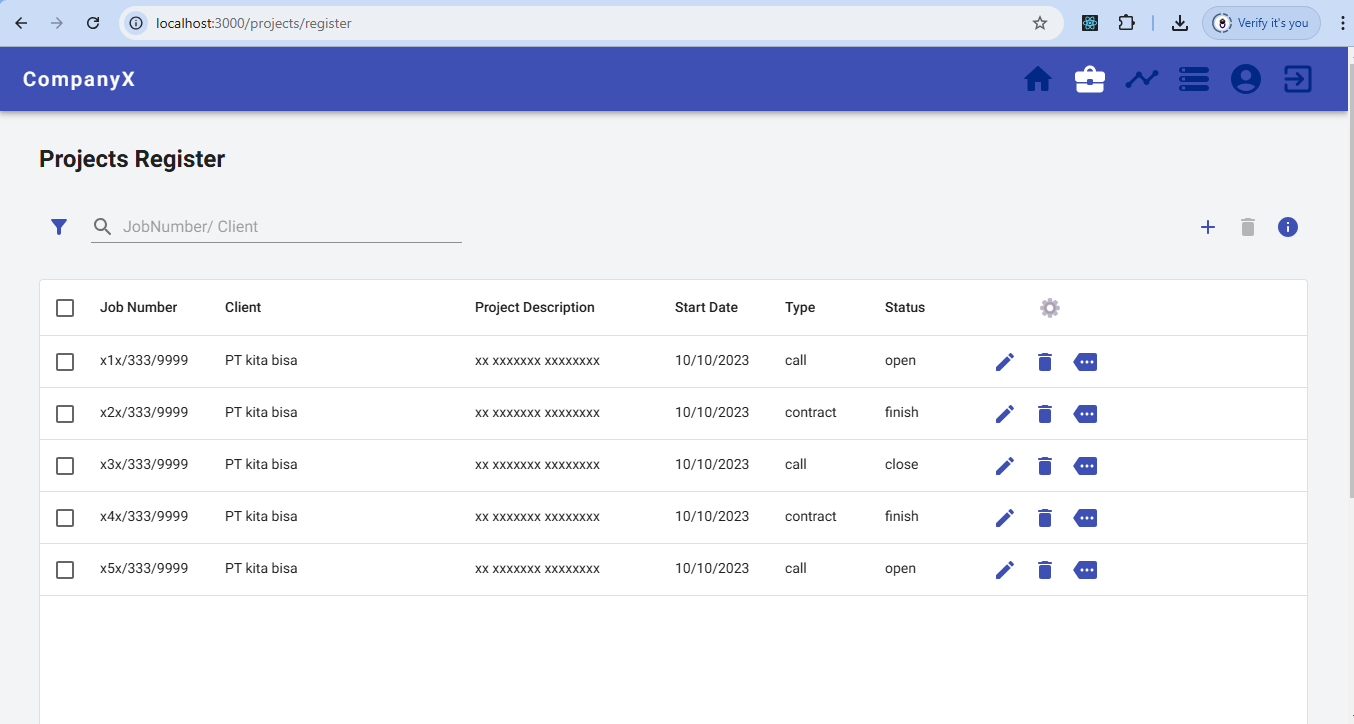 localhost:3000/projects/register
Verify it's you
CompanyX
Projects Register
JobNumber/ Client
Job Number Client Project Description Start Date Type Status
x1x/333/9999 PT kita bisa xx xxxxxxx xxxxxxxx 10/10/2023 call open
x2x/333/9999 PT kita bisa xx xxxxxxx xxxxxxxx 10/10/2023 contract finish
x3x/333/9999 PT kita bisa xx xxxxxxx xxxxxxxx 10/10/2023 call close
x4x/333/9999 PT kita bisa xx xxxxxxx xxxxxxxx 10/10/2023 contract finish
x5x/333/9999 PT kita bisa xx xxxxxxx xxxxxxxx 10/10/2023 call open